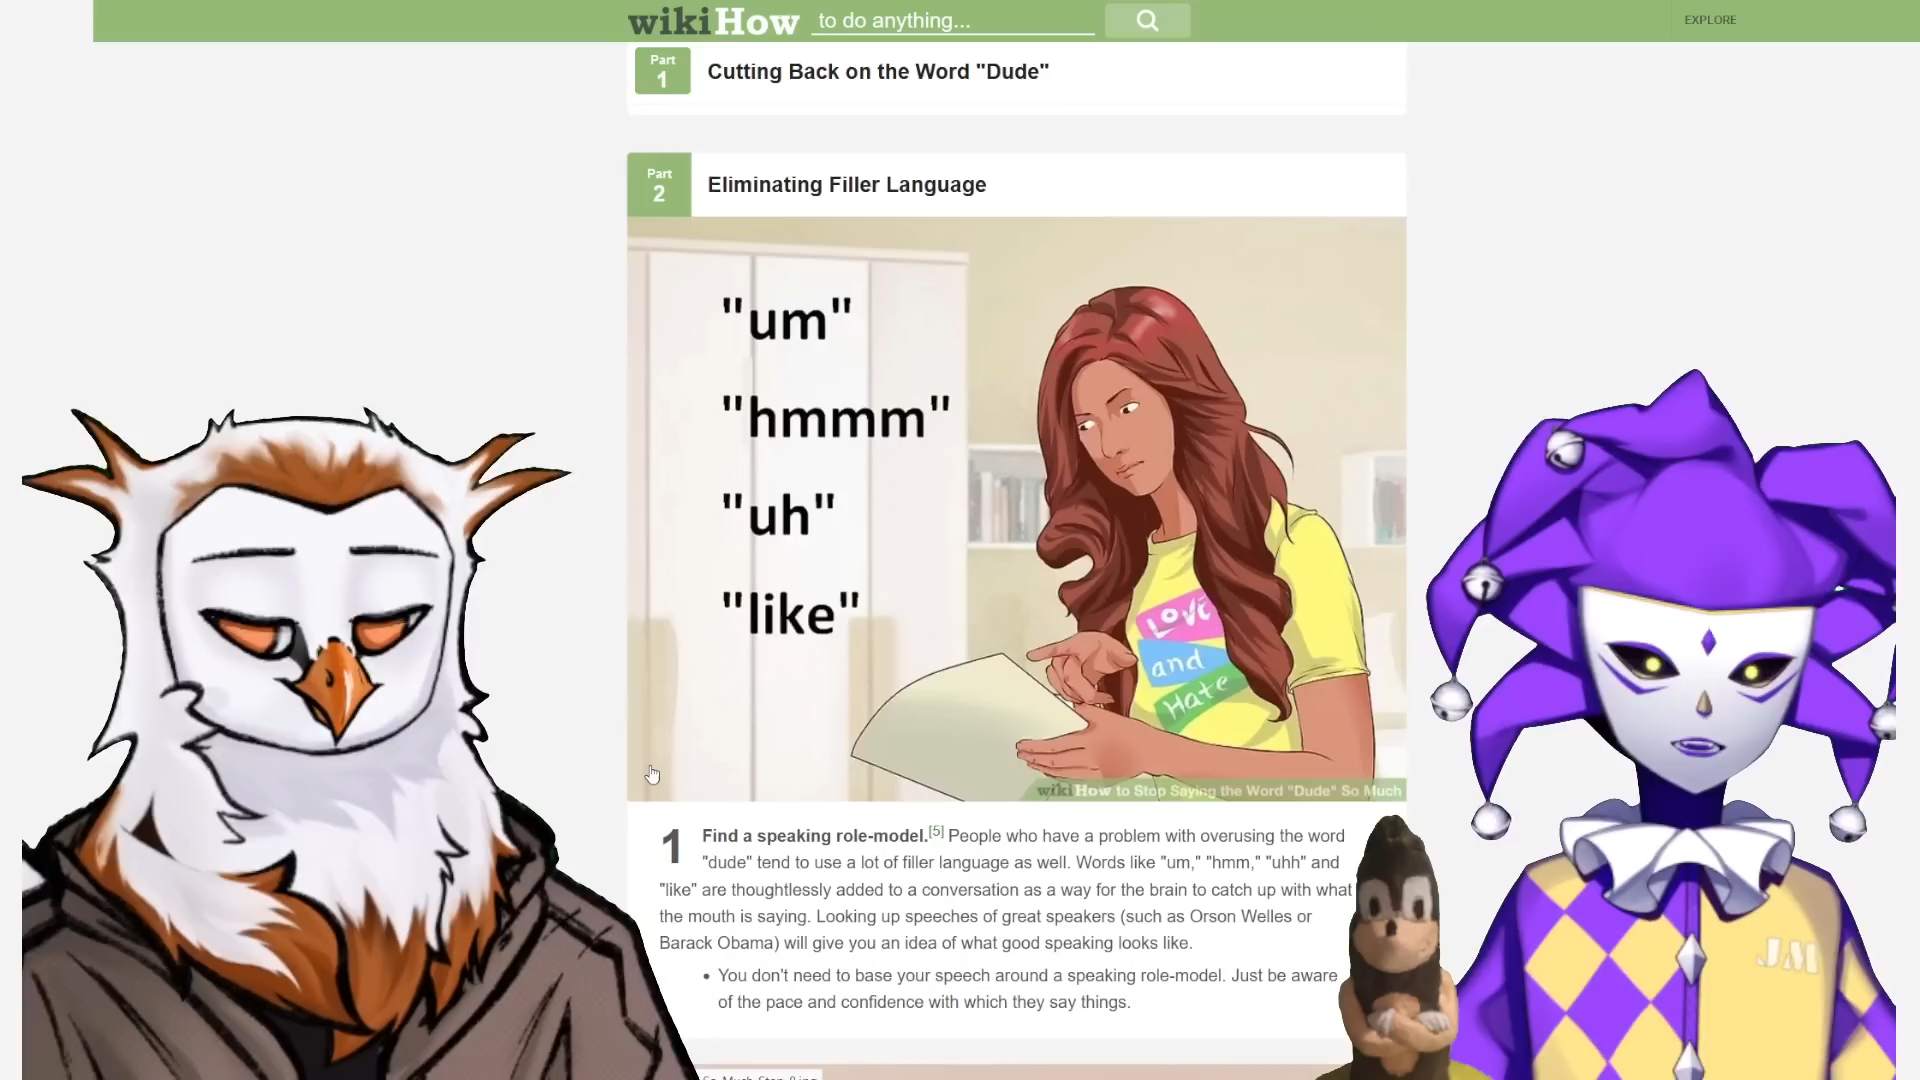 wikiHow to do anything...
EXPLORE
Part
1
Cutting Back on the Word "Dude"
Part
2
Eliminating Filler Language
"um"
"hmmm"
"uh"
"like"
LOVE
and
Hate
wikiHow to Stop Saying the Word "Dude" So Much
1
Find a speaking role-model.[5] People who have a problem with overusing the word
"dude" tend to use a lot of filler language as well. Words like "um," "hmm," "uhh" and
"like" are thoughtlessly added to a conversation as a way for the brain to catch up with what
the mouth is saying. Looking up speeches of great speakers (such as Orson Welles or
Barack Obama) will give you an idea of what good speaking looks like.
• You don't need to base your speech around a speaking role-model. Just be aware
of the pace and confidence with which they say things.
JM